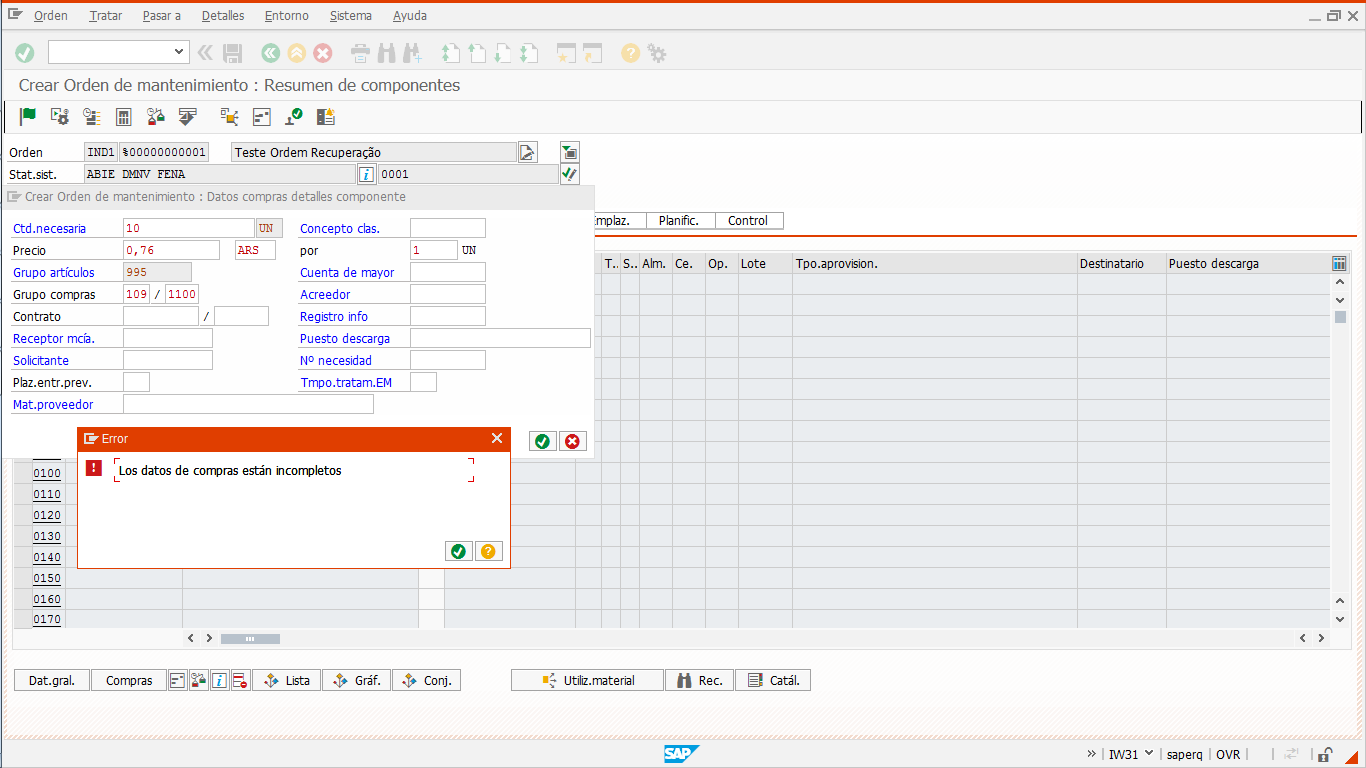 Orden Tratar Pasar a Detalles Entorno Sistema Ayuda
Crear Orden de mantenimiento : Resumen de componentes
Orden IND1 %00000000001 Teste Ordem Recuperação
Stat.sist. ABIE DMNV FENA 0001
Crear Orden de mantenimiento : Datos compras detalles componente
mplaz. Planific. Control
Ctd.necesaria 10 UN Concepto clas.
Precio 0,76 ARS por 1 UN
T.. S.. Alm. Ce. Op. Lote Tpo.aprovision. Destinatario Puesto descarga
Grupo artículos 995 Cuenta de mayor
Grupo compras 109 / 1100 Acreedor
Contrato / Registro info
Receptor mcía. Puesto descarga
Solicitante Nº necesidad
Plaz.entr.prev. Tmpo.tratam.EM
Mat.proveedor
Error
Los datos de compras están incompletos
0100
0110
0120
0130
0140
0150
0160
0170
Dat.gral. Compras Lista Gráf. Conj. Utiliz.material Rec. Catál.
SAP IW31 saperq OVR